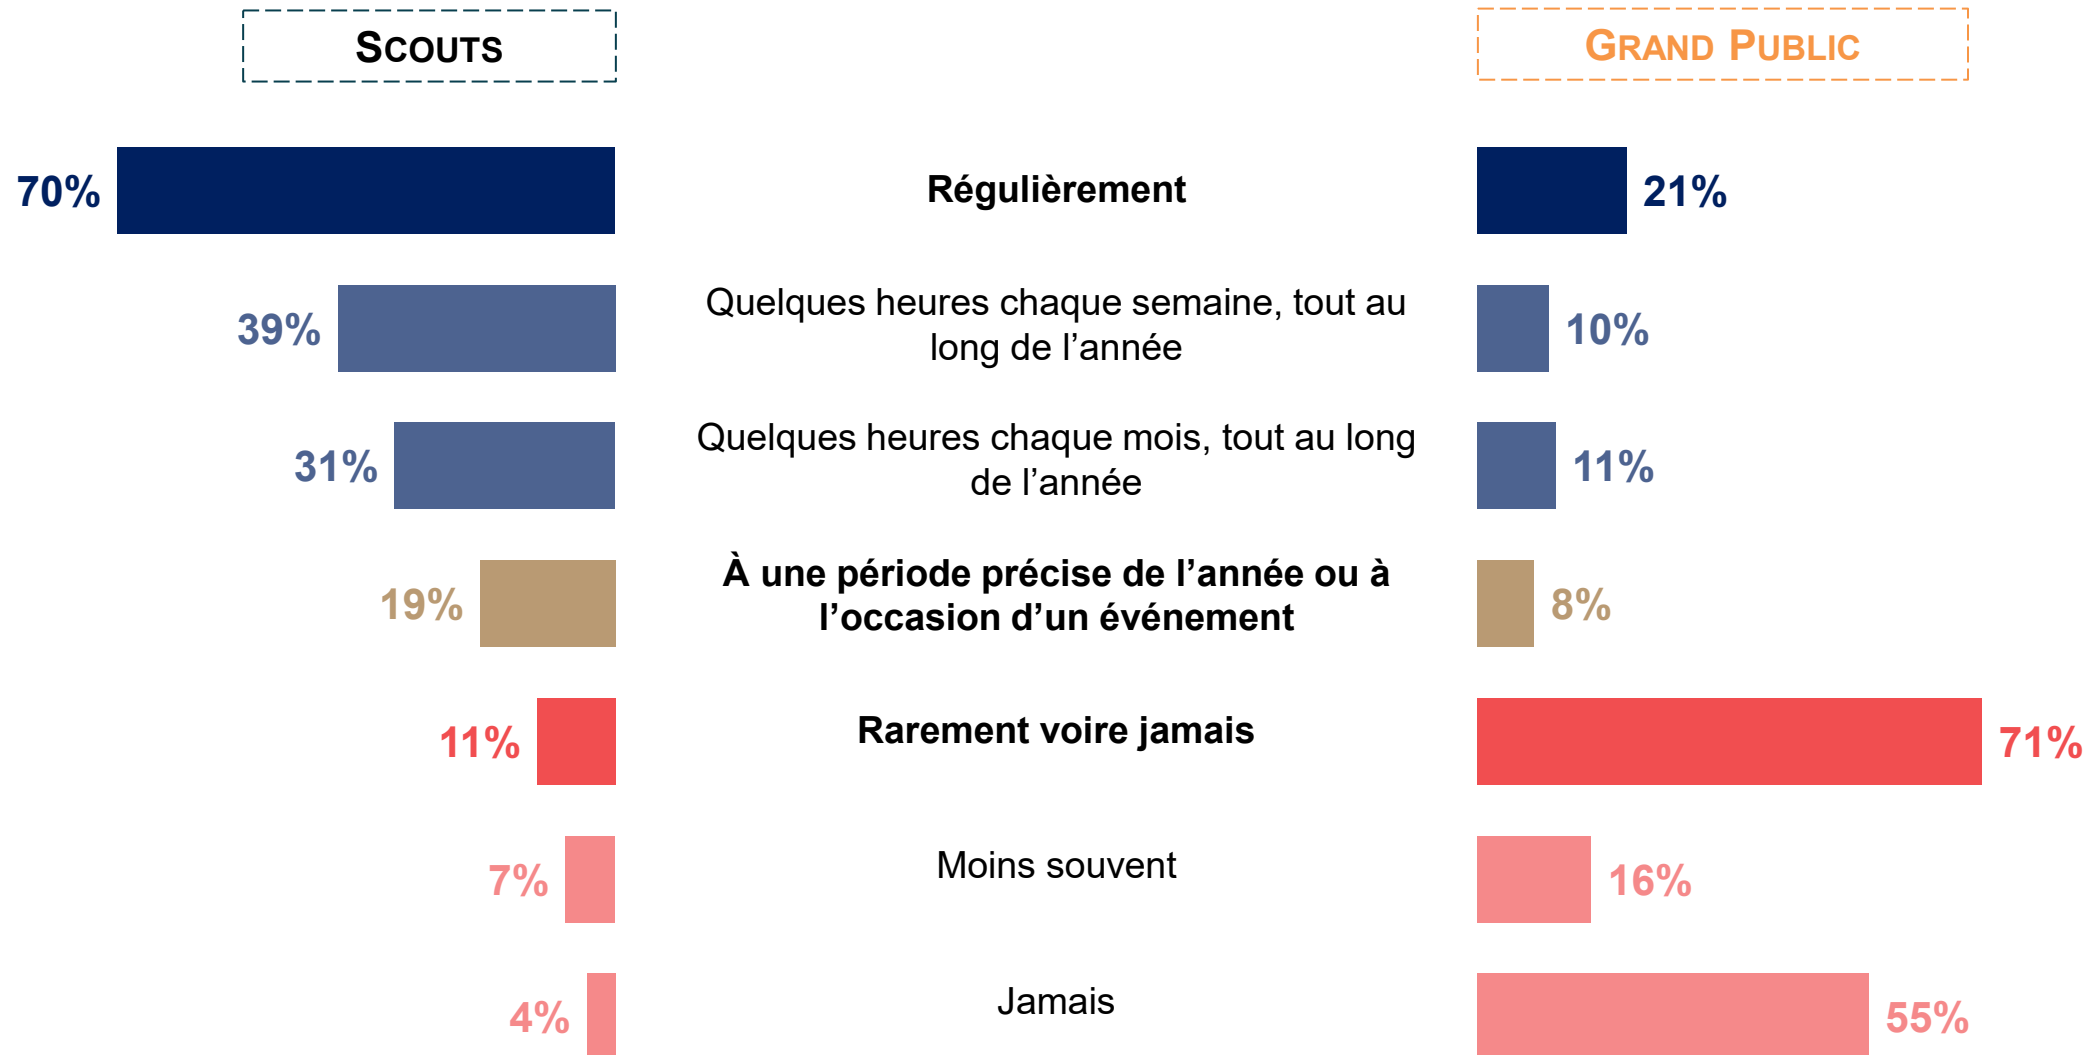 SCOUTS
GRAND PUBLIC
70%
Régulièrement
21%
39%
Quelques heures chaque semaine, tout au
long de l’année
10%
31%
Quelques heures chaque mois, tout au long
de l’année
11%
19%
À une période précise de l’année ou à
l’occasion d’un événement
8%
11%
Rarement voire jamais
71%
7%
Moins souvent
16%
4%
Jamais
55%